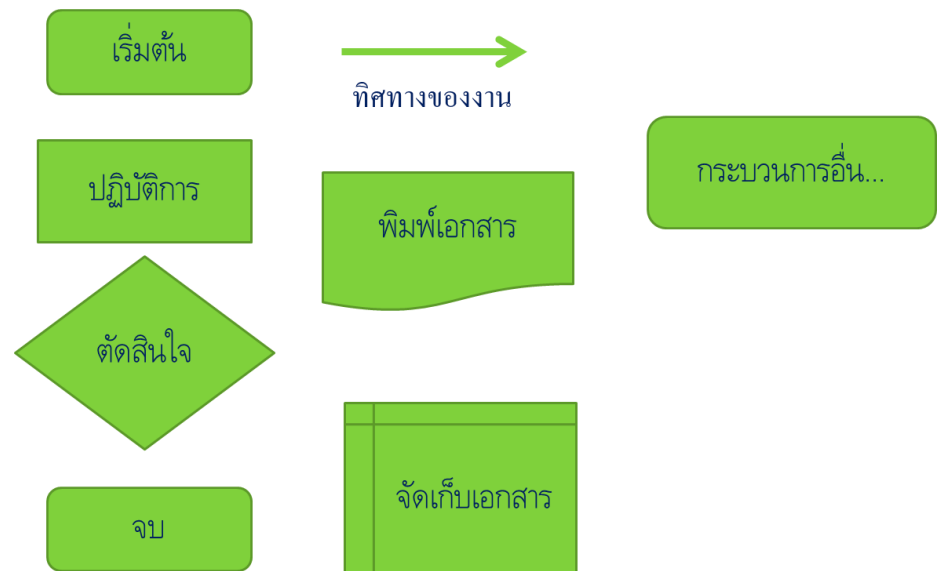 เริ่มต้น
ทิศทางของงาน
ปฏิบัติการ
พิมพ์เอกสาร
กระบวนการอื่น...
ตัดสินใจ
จัดเก็บเอกสาร
จบ